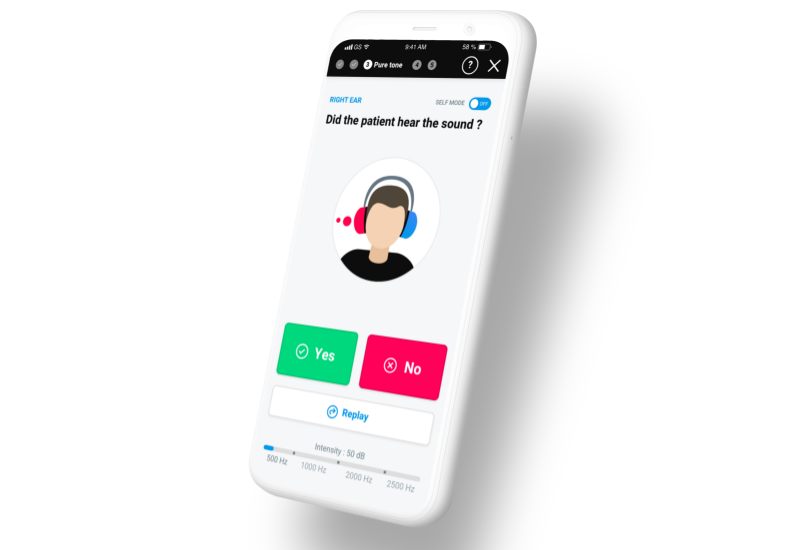 GS 9:41 AM 58 %
3 Pure tone 4 5 ?
RIGHT EAR SELF MODE OFF
Did the patient hear the sound ?
Yes No
Replay
Intensity : 50 dB
500 Hz 1000 Hz 2000 Hz 2500 Hz